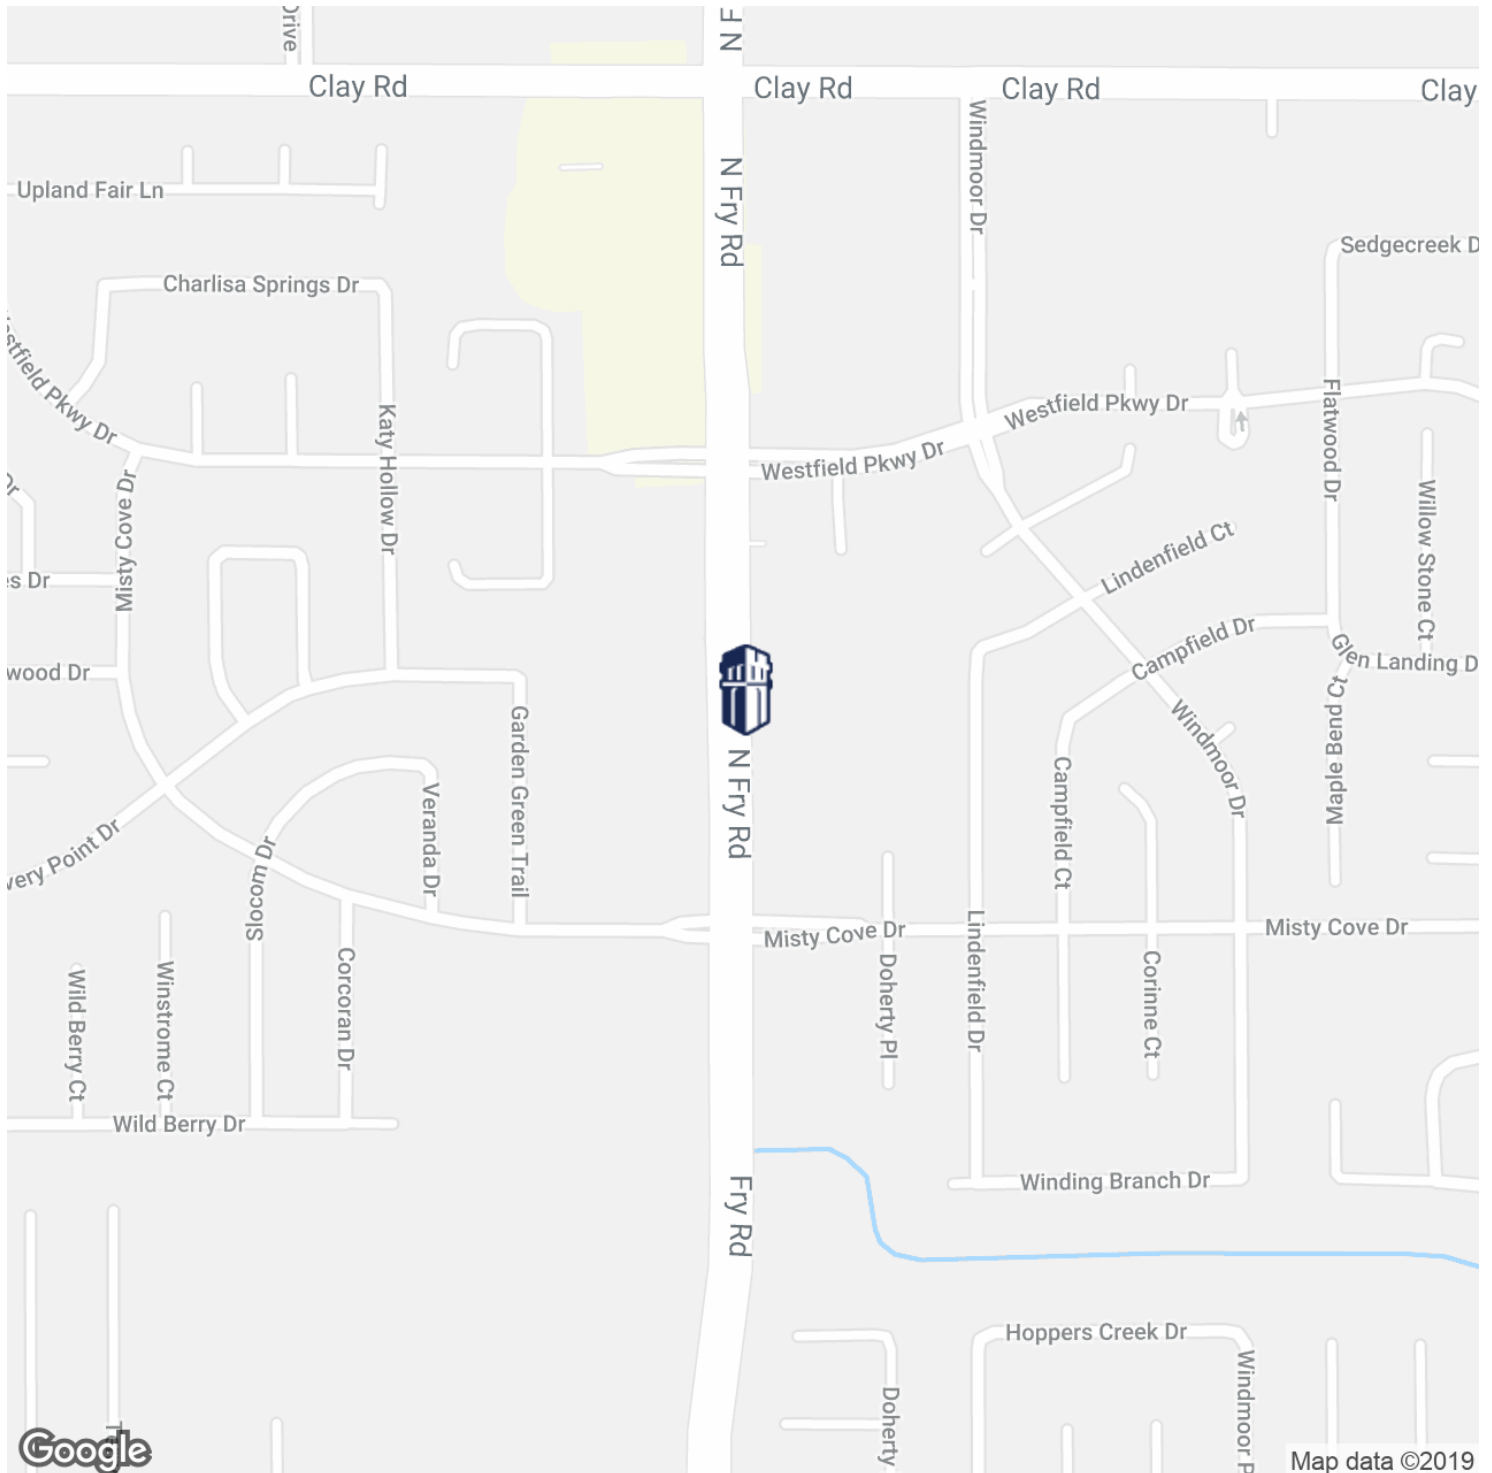 Drive
N F
Clay Rd
Clay Rd
Clay Rd
Clay
Windmoor Dr
N Fry Rd
Upland Fair Ln
Sedgecreek D
Charlisa Springs Dr
estfield Pkwy Dr
Westfield Pkwy Dr
Flatwood Dr
Katy Hollow Dr
Westfield Pkwy Dr
Misty Cove Dr
Dr
Willow Stone Ct
Lindenfield Ct
es Dr
Campfield Dr
Glen Landing D
wood Dr
Maple Bend Ct
Windmoor Dr
Garden Green Trail
N Fry Rd
Campfield Ct
Veranda Dr
very Point Dr
Slocom Dr
Misty Cove Dr
Misty Cove Dr
Lindenfield Dr
Doherty Pl
Corinne Ct
Corcoran Dr
Winstrome Ct
Wild Berry Ct
Wild Berry Dr
Winding Branch Dr
Fry Rd
Hoppers Creek Dr
Windmoor P
Doherty
Google
Map data ©2019